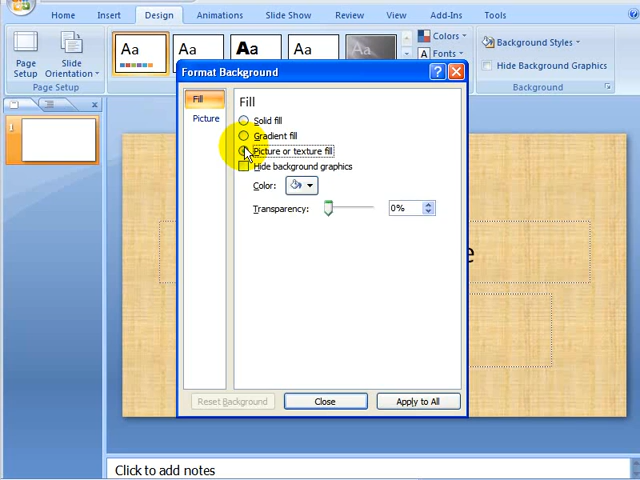 Home Insert Design Animations Slide Show Review View Add-Ins Tools
Page Setup
Slide Orientation
Aa Aa Aa Aa
Colors
Fonts
Background Styles
Hide Background Graphics
Page Setup
Background
Format Background
?
Fill
Picture
Fill
Solid fill
Gradient fill
Picture or texture fill
Hide background graphics
Color:
Transparency: 0%
Reset Background Close Apply to All
1
e
Click to add notes